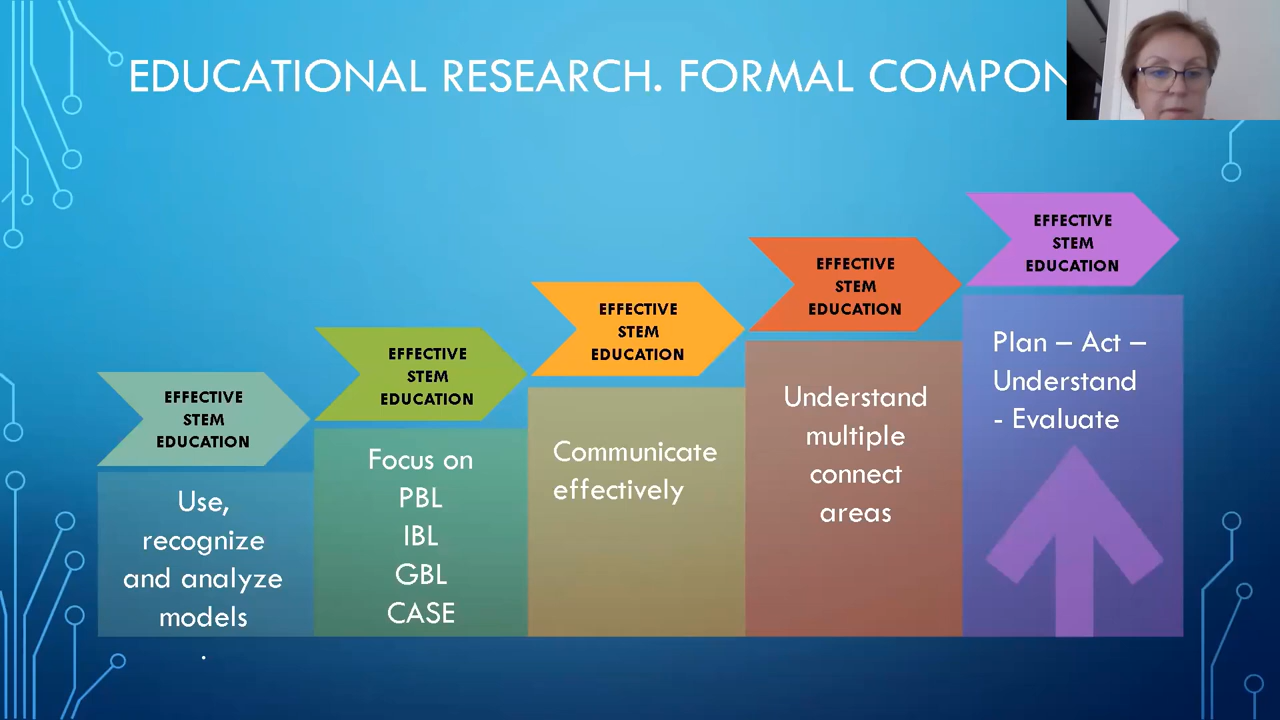 EDUCATIONAL RESEARCH. FORMAL
EFFECTIVE
STEM
EDUCATION
Use,
recognize
and analyze
models
.
EFFECTIVE
STEM
EDUCATION
Focus on
PBL
IBL
GBL
CASE
EFFECTIVE
STEM
EDUCATION
Communicate
effectively
EFFECTIVE
STEM
EDUCATION
Understand
multiple
connect
areas
EFFECTIVE
STEM
EDUCATION
Plan – Act –
Understand
- Evaluate